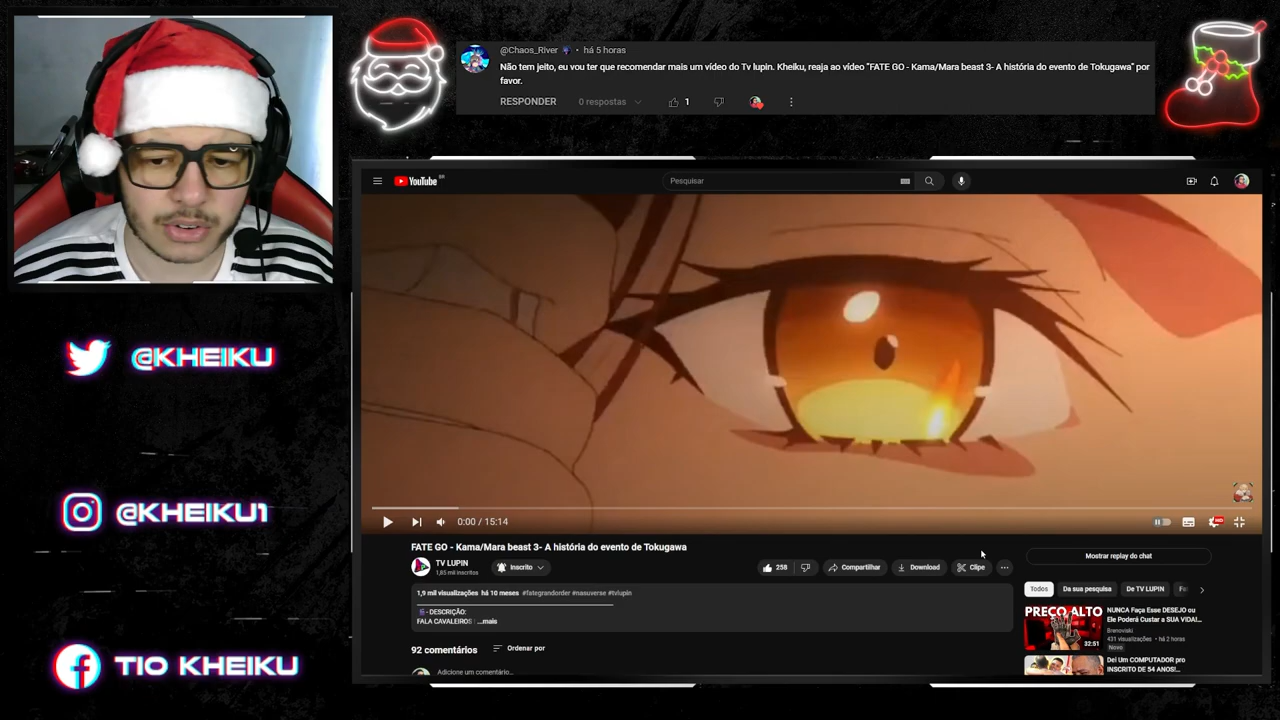 @Chaos_River • há 5 horas
Não tem jeito, eu vou ter que recomendar mais um vídeo do Tv lupin. Kheiku, reaja ao vídeo "FATE GO - Kama/Mara beast 3- A história do evento de Tokugawa" por
favor.
RESPONDER 0 respostas 1
YouTube BR
Pesquisar
@KHEIKU
@KHEIKU1
TIO KHEIKU
0:00 / 15:14
FATE GO - Kama/Mara beast 3- A história do evento de Tokugawa
TV LUPIN
1,85 mil inscritos
Inscrito
258
Compartilhar
Download
Clipe
1,9 mil visualizações há 10 meses #fategrandorder #nasuverse #tvlupin
- DESCRIÇÃO:
FALA CAVALEIROS ...mais
92 comentários
Ordenar por
Adicione um comentário...
Mostrar replay do chat
Todos
Da sua pesquisa
De TV LUPIN
PREÇO ALTO
32:51
NUNCA Faça Esse DESEJO ou
Ele Poderá Custar a SUA VIDA!...
Brenovski
431 visualizações • há 2 horas
Novo
Dei Um COMPUTADOR pro
INSCRITO DE 54 ANOS!...